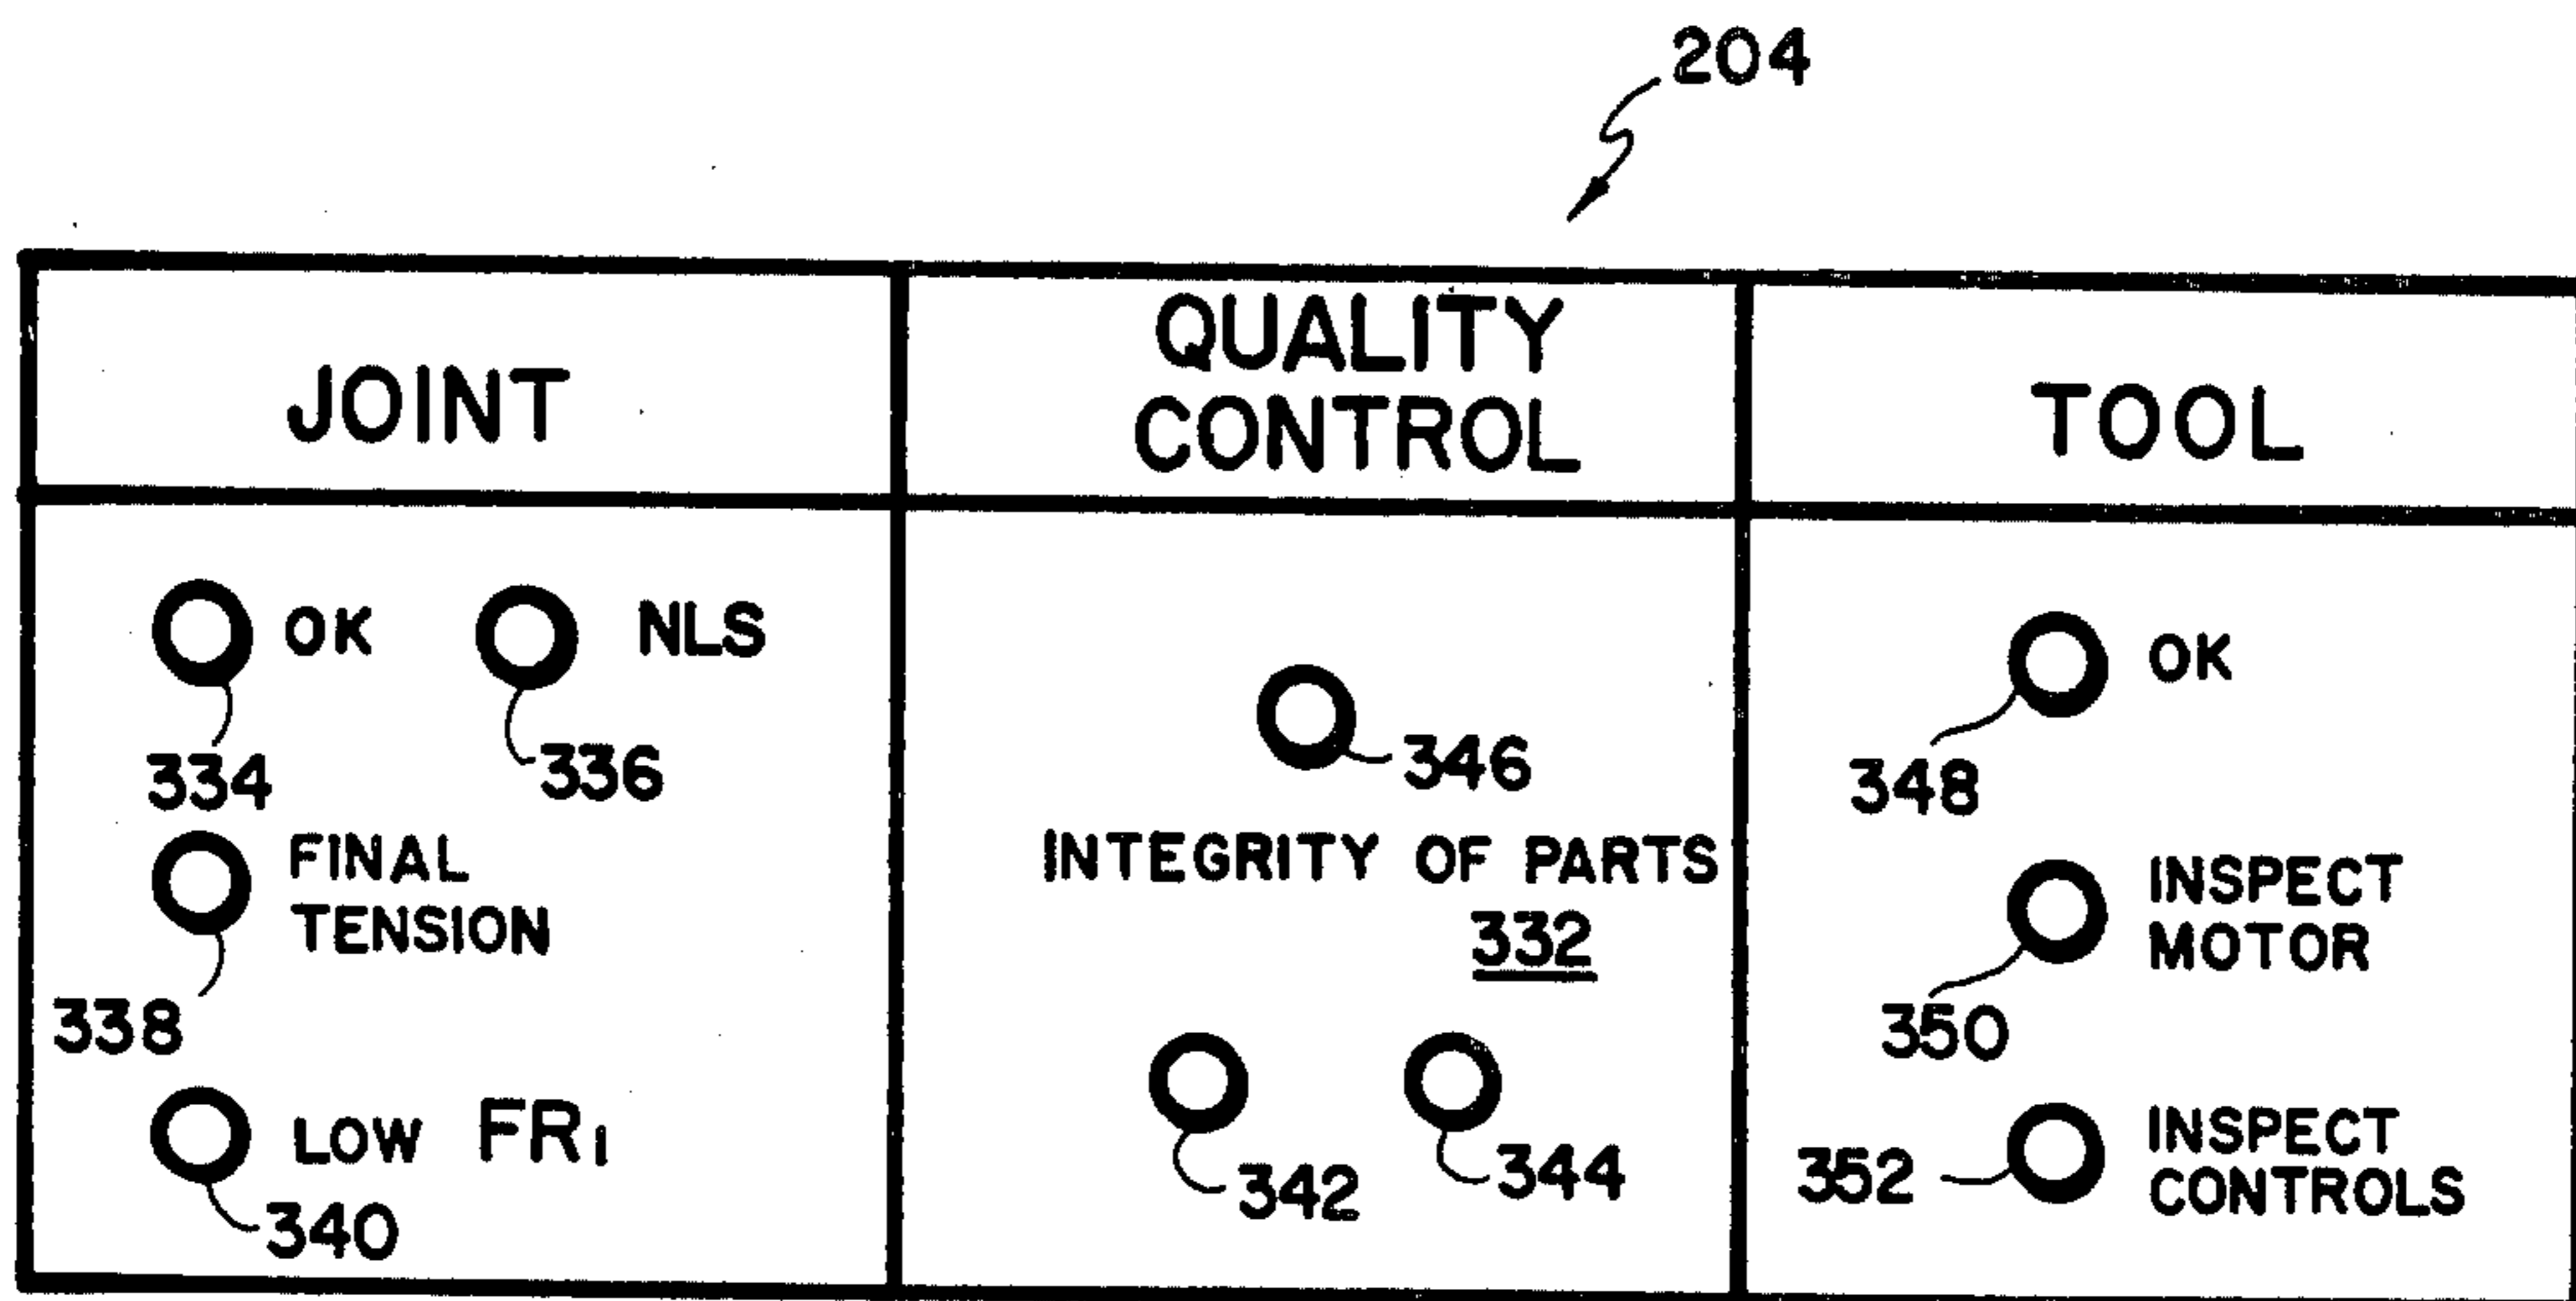 204
JOINT
QUALITY
CONTROL
TOOL
OK
NLS
334
336
FINAL
TENSION
338
LOW FR₁
340
346
INTEGRITY OF PARTS
332
342
344
OK
348
INSPECT
MOTOR
350
INSPECT
CONTROLS
352